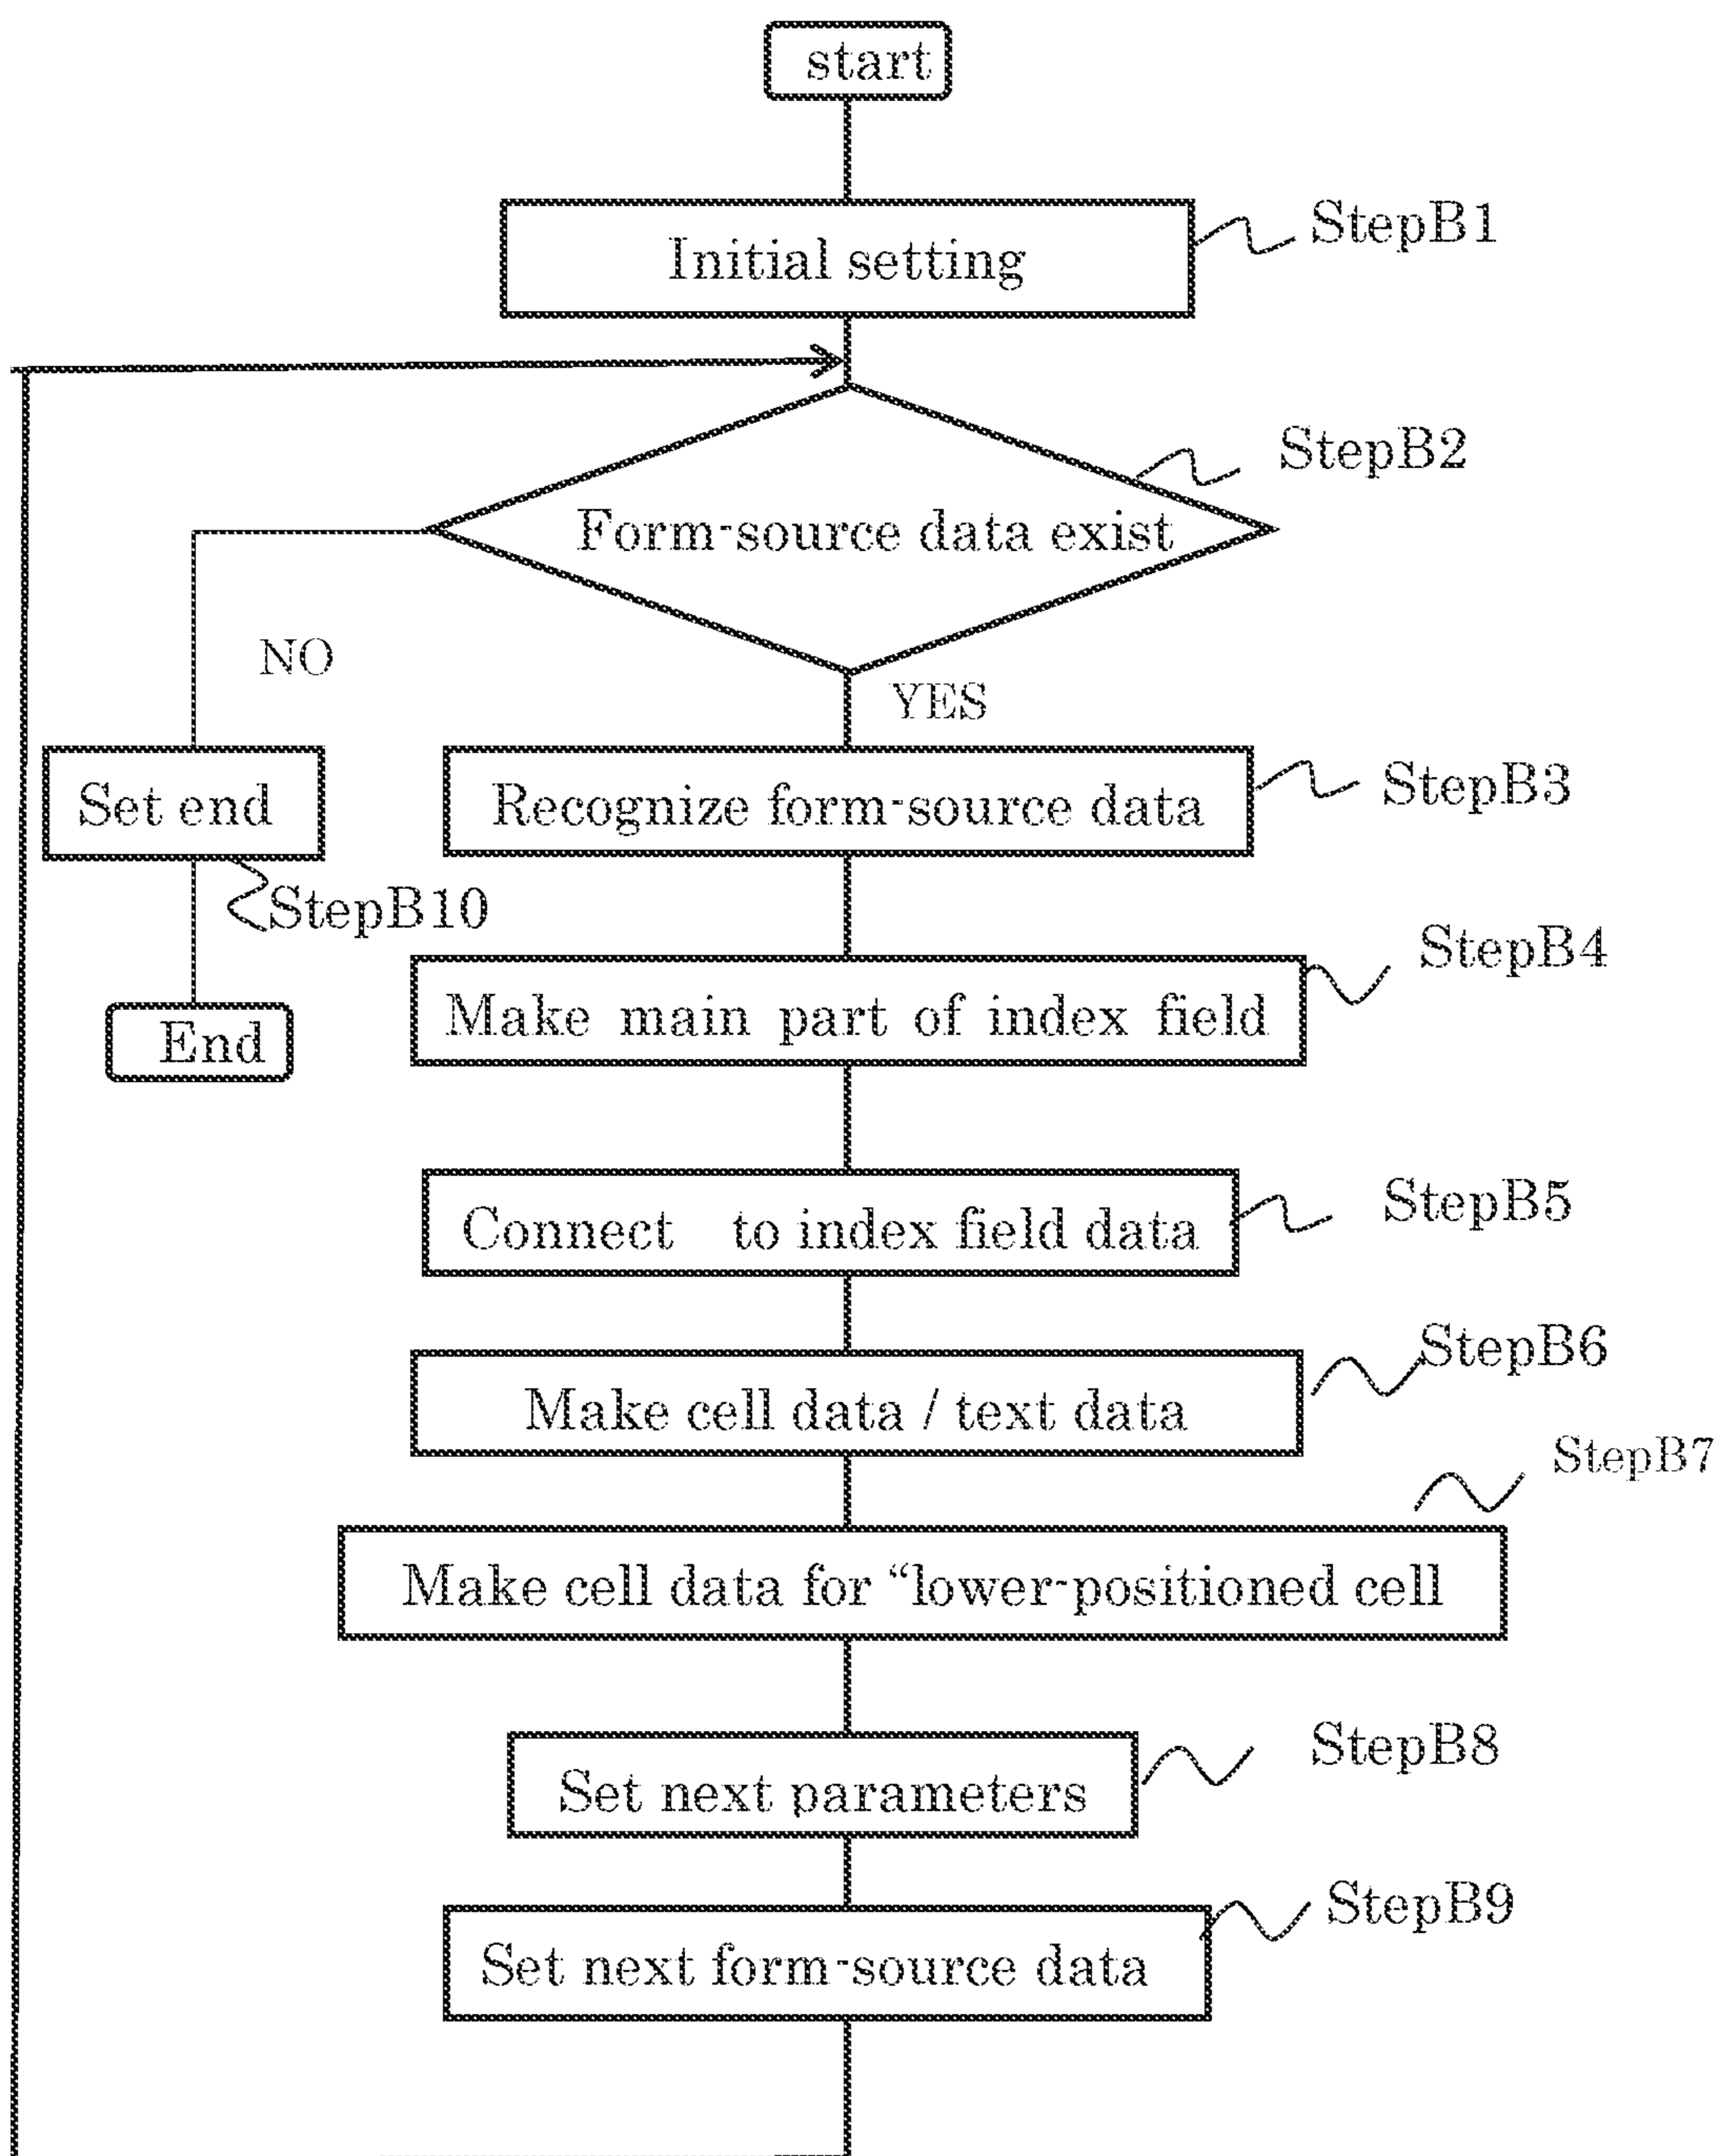 start
Initial setting
StepB1
StepB2
Form-source data exist
NO
YES
Set end
Recognize form-source data
StepB3
StepB10
StepB4
Make main part of index field
End
Connect to index field data
StepB5
StepB6
Make cell data / text data
StepB7
Make cell data for “lower-positioned cell
StepB8
Set next parameters
StepB9
Set next form-source data